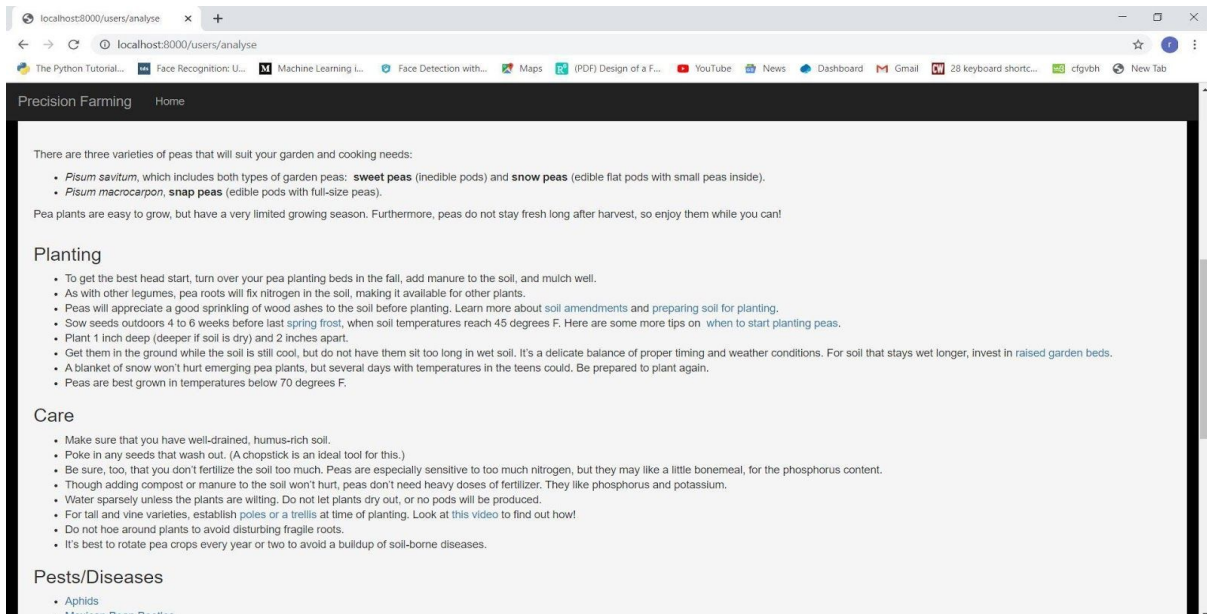 localhost:8000/users/analyse
localhost:8000/users/analyse
The Python Tutorial... Face Recognition: U... Machine Learning i... Face Detection with... Maps (PDF) Design of a F... YouTube News Dashboard Gmail 28 keyboard shortc... cfgvbh New Tab
Precision Farming Home
There are three varieties of peas that will suit your garden and cooking needs:
• Pisum savitum, which includes both types of garden peas: sweet peas (inedible pods) and snow peas (edible flat pods with small peas inside).
• Pisum macrocarpon, snap peas (edible pods with full-size peas).
Pea plants are easy to grow, but have a very limited growing season. Furthermore, peas do not stay fresh long after harvest, so enjoy them while you can!
Planting
• To get the best head start, turn over your pea planting beds in the fall, add manure to the soil, and mulch well.
• As with other legumes, pea roots will fix nitrogen in the soil, making it available for other plants.
• Peas will appreciate a good sprinkling of wood ashes to the soil before planting. Learn more about soil amendments and preparing soil for planting.
• Sow seeds outdoors 4 to 6 weeks before last spring frost, when soil temperatures reach 45 degrees F. Here are some more tips on when to start planting peas.
• Plant 1 inch deep (deeper if soil is dry) and 2 inches apart.
• Get them in the ground while the soil is still cool, but do not have them sit too long in wet soil. It's a delicate balance of proper timing and weather conditions. For soil that stays wet longer, invest in raised garden beds.
• A blanket of snow won't hurt emerging pea plants, but several days with temperatures in the teens could. Be prepared to plant again.
• Peas are best grown in temperatures below 70 degrees F.
Care
• Make sure that you have well-drained, humus-rich soil.
• Poke in any seeds that wash out. (A chopstick is an ideal tool for this.)
• Be sure, too, that you don't fertilize the soil too much. Peas are especially sensitive to too much nitrogen, but they may like a little bonemeal, for the phosphorus content.
• Though adding compost or manure to the soil won't hurt, peas don't need heavy doses of fertilizer. They like phosphorus and potassium.
• Water sparsely unless the plants are wilting. Do not let plants dry out, or no pods will be produced.
• For tall and vine varieties, establish poles or a trellis at time of planting. Look at this video to find out how!
• Do not hoe around plants to avoid disturbing fragile roots.
• It's best to rotate pea crops every year or two to avoid a buildup of soil-borne diseases.
Pests/Diseases
• Aphids